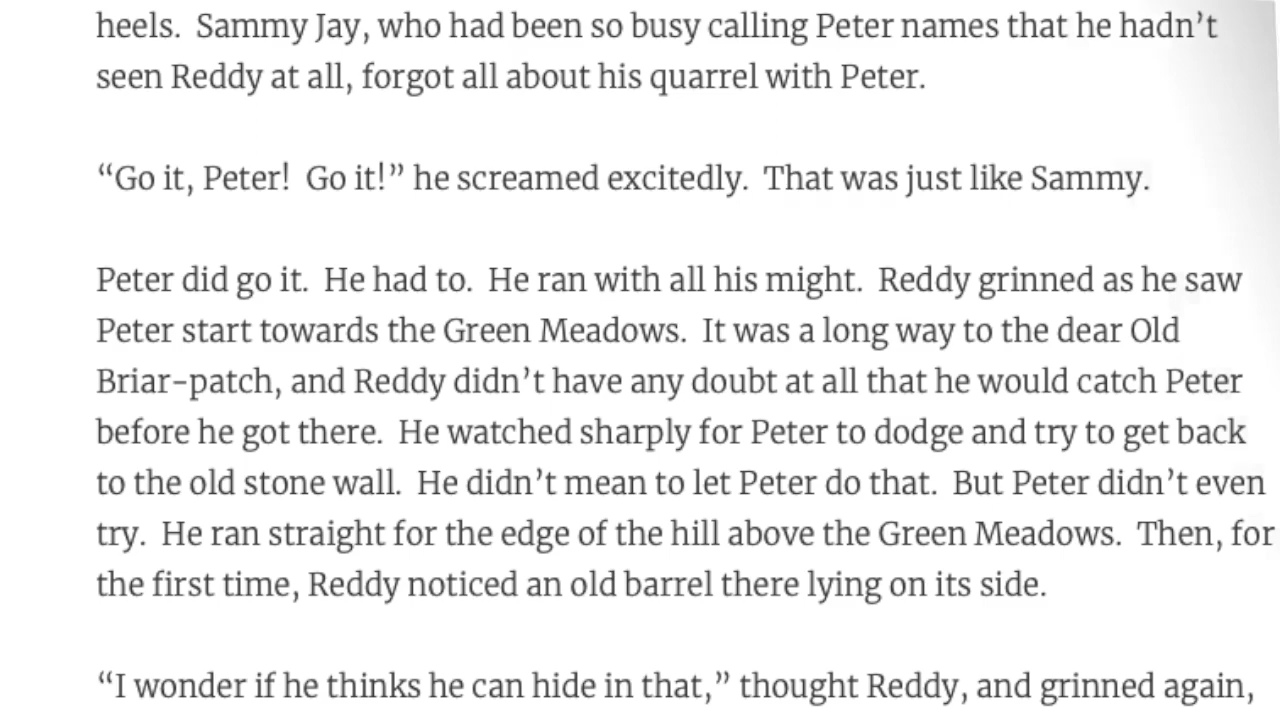 heels.  Sammy Jay, who had been so busy calling Peter names that he hadn’t
seen Reddy at all, forgot all about his quarrel with Peter.
“Go it, Peter!  Go it!” he screamed excitedly.  That was just like Sammy.
Peter did go it.  He had to.  He ran with all his might.  Reddy grinned as he saw
Peter start towards the Green Meadows.  It was a long way to the dear Old
Briar-patch, and Reddy didn’t have any doubt at all that he would catch Peter
before he got there.  He watched sharply for Peter to dodge and try to get back
to the old stone wall.  He didn’t mean to let Peter do that.  But Peter didn’t even
try.  He ran straight for the edge of the hill above the Green Meadows.  Then, for
the first time, Reddy noticed an old barrel there lying on its side.
“I wonder if he thinks he can hide in that,” thought Reddy, and grinned again,